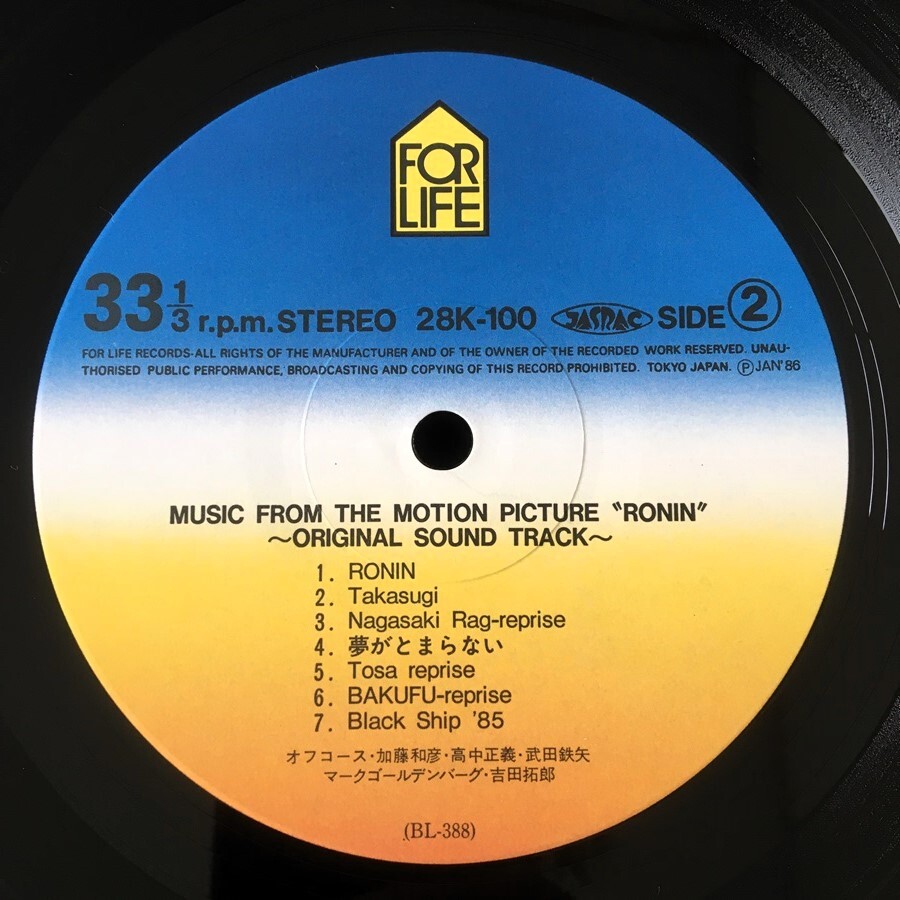 FOR
LIFE
33 1/3 r.p.m. STEREO 28K-100 JASRAC SIDE 2
FOR LIFE RECORDS-ALL RIGHTS OF THE MANUFACTURER AND OF THE OWNER OF THE RECORDED WORK RESERVED. UNAU-
THORISED PUBLIC PERFORMANCE, BROADCASTING AND COPYING OF THIS RECORD PROHIBITED. TOKYO JAPAN. ℗JAN'86
MUSIC FROM THE MOTION PICTURE "RONIN"
～ORIGINAL SOUND TRACK～
1. RONIN
2. Takasugi
3. Nagasaki Rag-reprise
4. 夢がとまらない
5. Tosa reprise
6. BAKUFU-reprise
7. Black Ship '85
オフコース・加藤和彦・高中正義・武田鉄矢
マークゴールデンバーグ・吉田拓郎
(BL-388)